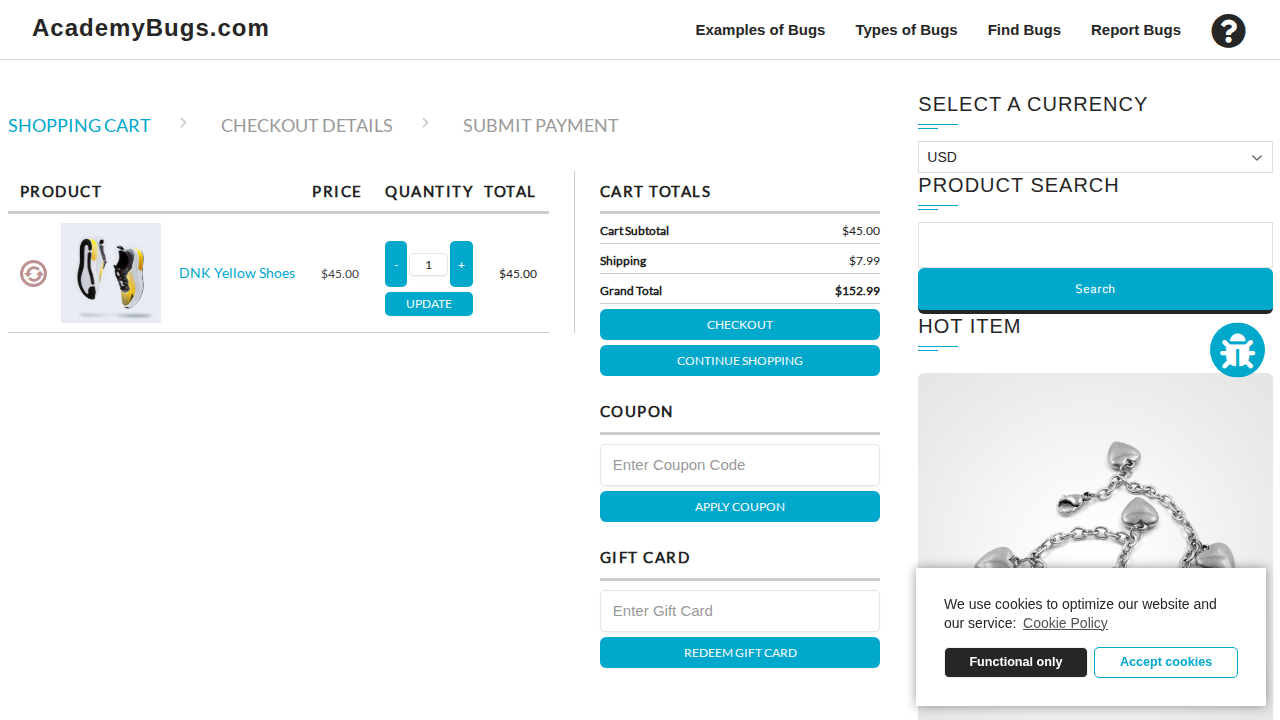 AcademyBugs.com
Examples of Bugs
Types of Bugs
Find Bugs
Report Bugs
SHOPPING CART
CHECKOUT DETAILS
SUBMIT PAYMENT
PRODUCT PRICE QUANTITY TOTAL
DNK Yellow Shoes
$45.00
- 1 +
UPDATE
$45.00
CART TOTALS
Cart Subtotal $45.00
Shipping $7.99
Grand Total $152.99
CHECKOUT
CONTINUE SHOPPING
COUPON
Enter Coupon Code
APPLY COUPON
GIFT CARD
Enter Gift Card
REDEEM GIFT CARD
SELECT A CURRENCY
USD
PRODUCT SEARCH
Search
HOT ITEM
We use cookies to optimize our website and
our service: Cookie Policy
Functional only
Accept cookies